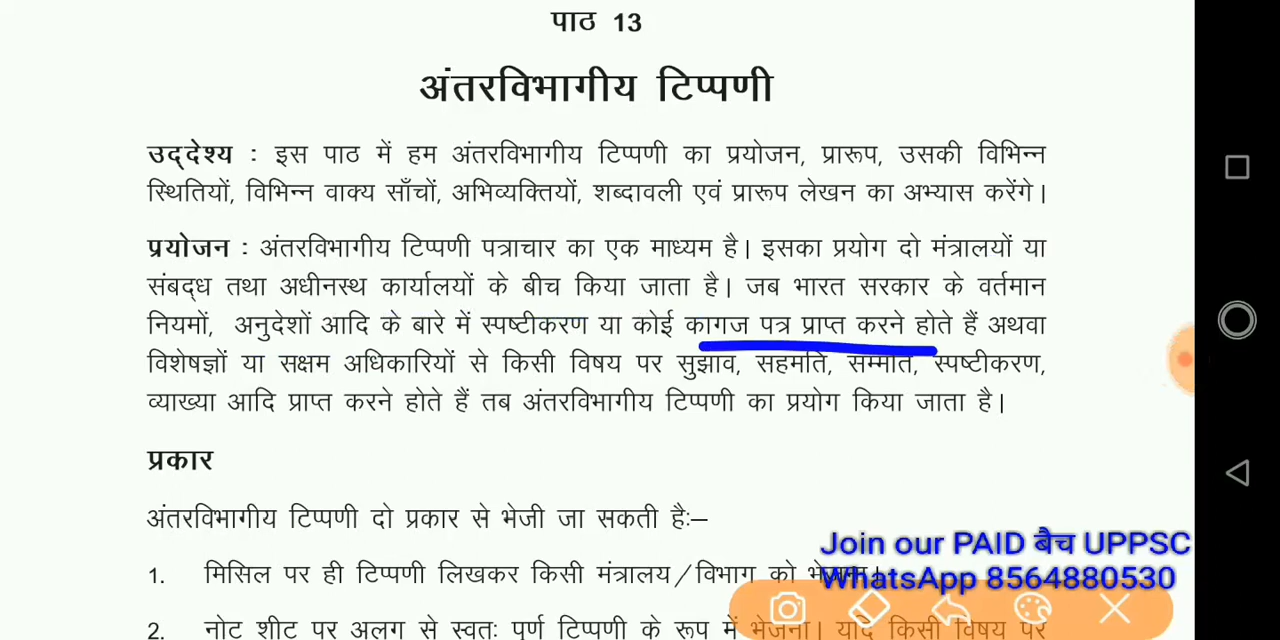 पाठ 13
अंतरविभागीय टिप्पणी
उद्देश्य : इस पाठ में हम अंतरविभागीय टिप्पणी का प्रयोजन, प्रारूप, उसकी विभिन्न
स्थितियों, विभिन्न वाक्य साँचों, अभिव्यक्तियों, शब्दावली एवं प्रारूप लेखन का अभ्यास करेंगे।
प्रयोजन : अंतरविभागीय टिप्पणी पत्राचार का एक माध्यम है। इसका प्रयोग दो मंत्रालयों या
संबद्ध तथा अधीनस्थ कार्यालयों के बीच किया जाता है। जब भारत सरकार के वर्तमान
नियमों, अनुदेशों आदि के बारे में स्पष्टीकरण या कोई कागज पत्र प्राप्त करने होते हैं अथवा
विशेषज्ञों या सक्षम अधिकारियों से किसी विषय पर सुझाव, सहमति, सम्मति, स्पष्टीकरण,
व्याख्या आदि प्राप्त करने होते हैं तब अंतरविभागीय टिप्पणी का प्रयोग किया जाता है।
प्रकार
अंतरविभागीय टिप्पणी दो प्रकार से भेजी जा सकती हैः–
1. मिसिल पर ही टिप्पणी लिखकर किसी मंत्रालय/विभाग को भेजना।
Join our PAID बैच UPPSC
WhatsApp 8564880530
2. नोट शीट पर अलग से स्वतः पूर्ण टिप्पणी के रूप में भेजना। यदि किसी विषय पर